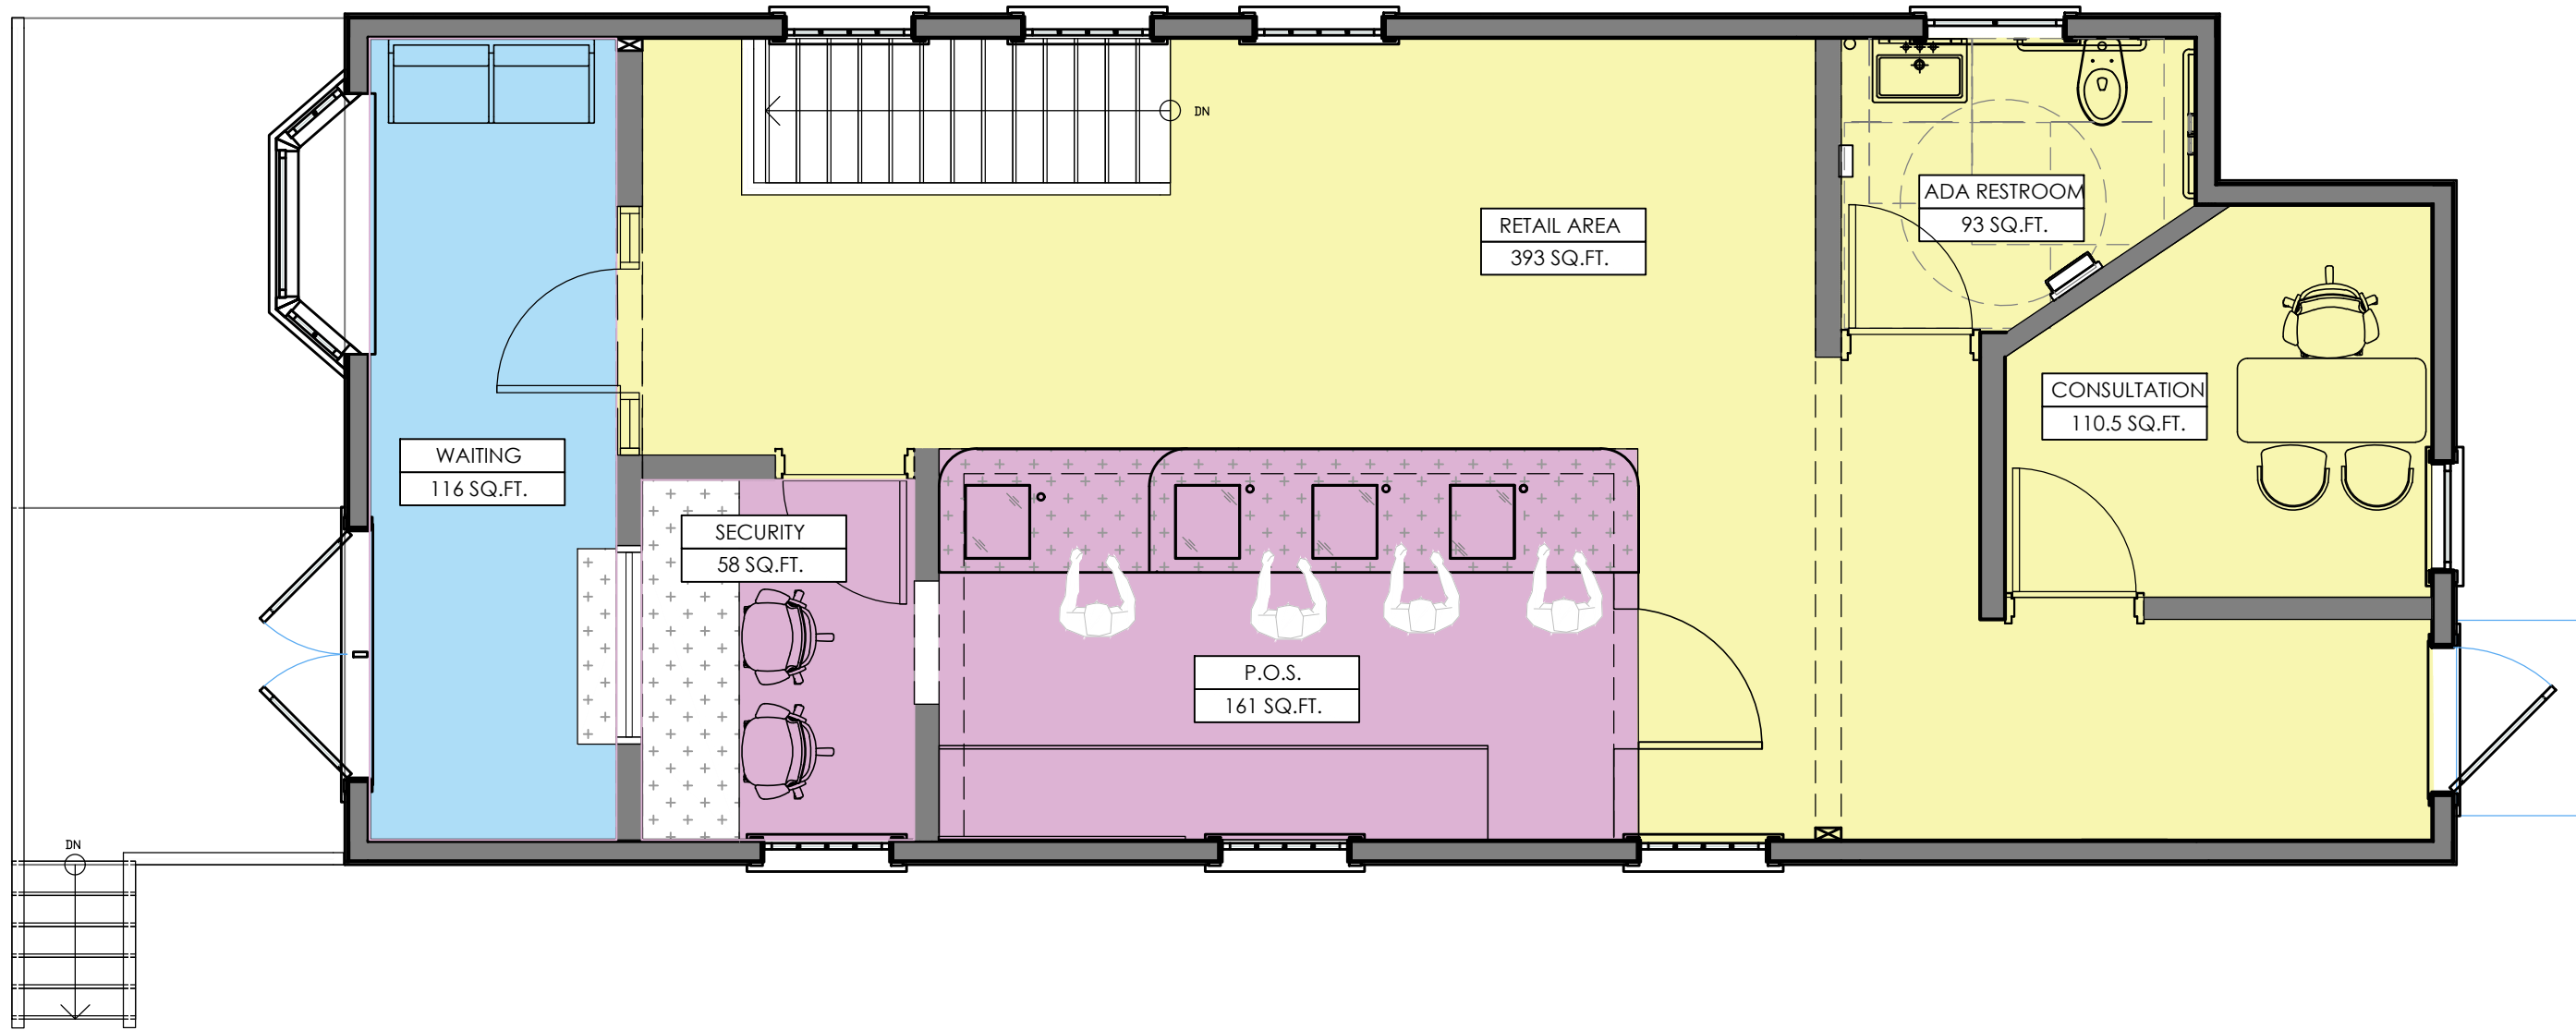 DN
RETAIL AREA
393 SQ.FT.
ADA RESTROOM
93 SQ.FT.
CONSULTATION
110.5 SQ.FT.
WAITING
116 SQ.FT.
SECURITY
58 SQ.FT.
P.O.S.
161 SQ.FT.
DN